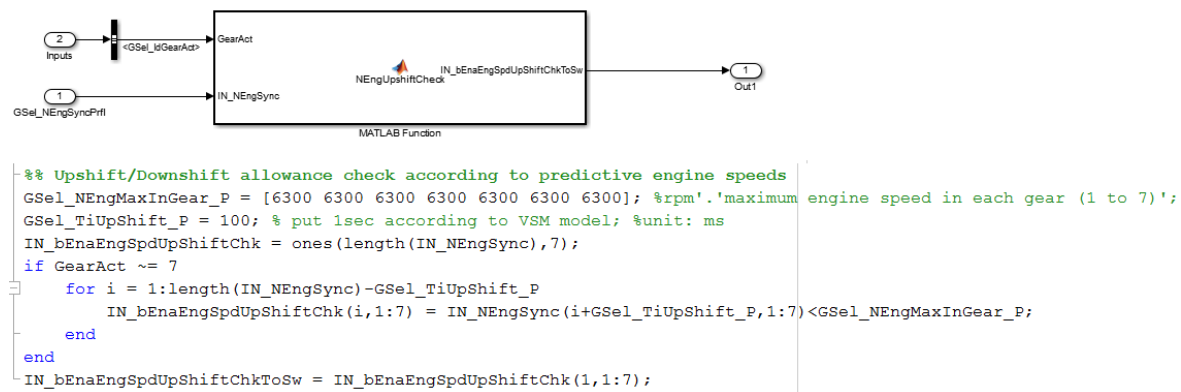 2
Inputs
<GSel_IdGearAct>
GearAct
1
GSel_NEngSyncPrfl
IN_NEngSync
NEngUpshiftCheck
IN_bEnaEngSpdUpShiftChkToSw
1
Out1
MATLAB Function
%% Upshift/Downshift allowance check according to predictive engine speeds
GSel_NEngMaxInGear_P = [6300 6300 6300 6300 6300 6300 6300]; %rpm'.'maximum engine speed in each gear (1 to 7)';
GSel_TiUpShift_P = 100; % put 1sec according to VSM model; %unit: ms
IN_bEnaEngSpdUpShiftChk = ones(length(IN_NEngSync),7);
if GearAct ~= 7
for i = 1:length(IN_NEngSync)-GSel_TiUpShift_P
IN_bEnaEngSpdUpShiftChk(i,1:7) = IN_NEngSync(i+GSel_TiUpShift_P,1:7)<GSel_NEngMaxInGear_P;
end
end
IN_bEnaEngSpdUpShiftChkToSw = IN_bEnaEngSpdUpShiftChk(1,1:7);